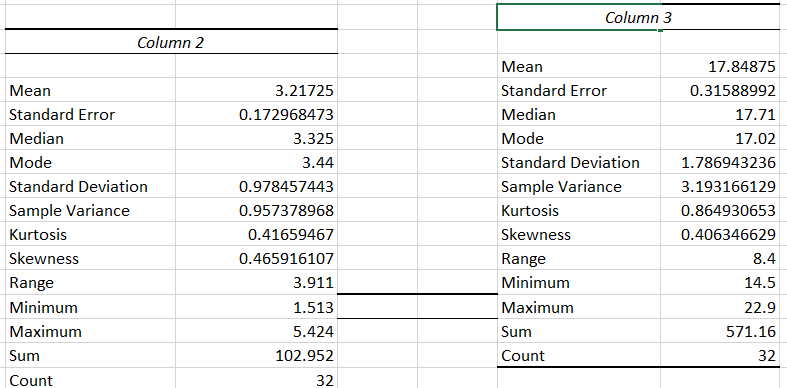 Column 2
Mean 3.21725
Standard Error 0.172968473
Median 3.325
Mode 3.44
Standard Deviation 0.978457443
Sample Variance 0.957378968
Kurtosis 0.41659467
Skewness 0.465916107
Range 3.911
Minimum 1.513
Maximum 5.424
Sum 102.952
Count 32
Column 3
Mean 17.84875
Standard Error 0.31588992
Median 17.71
Mode 17.02
Standard Deviation 1.786943236
Sample Variance 3.193166129
Kurtosis 0.864930653
Skewness 0.406346629
Range 8.4
Minimum 14.5
Maximum 22.9
Sum 571.16
Count 32